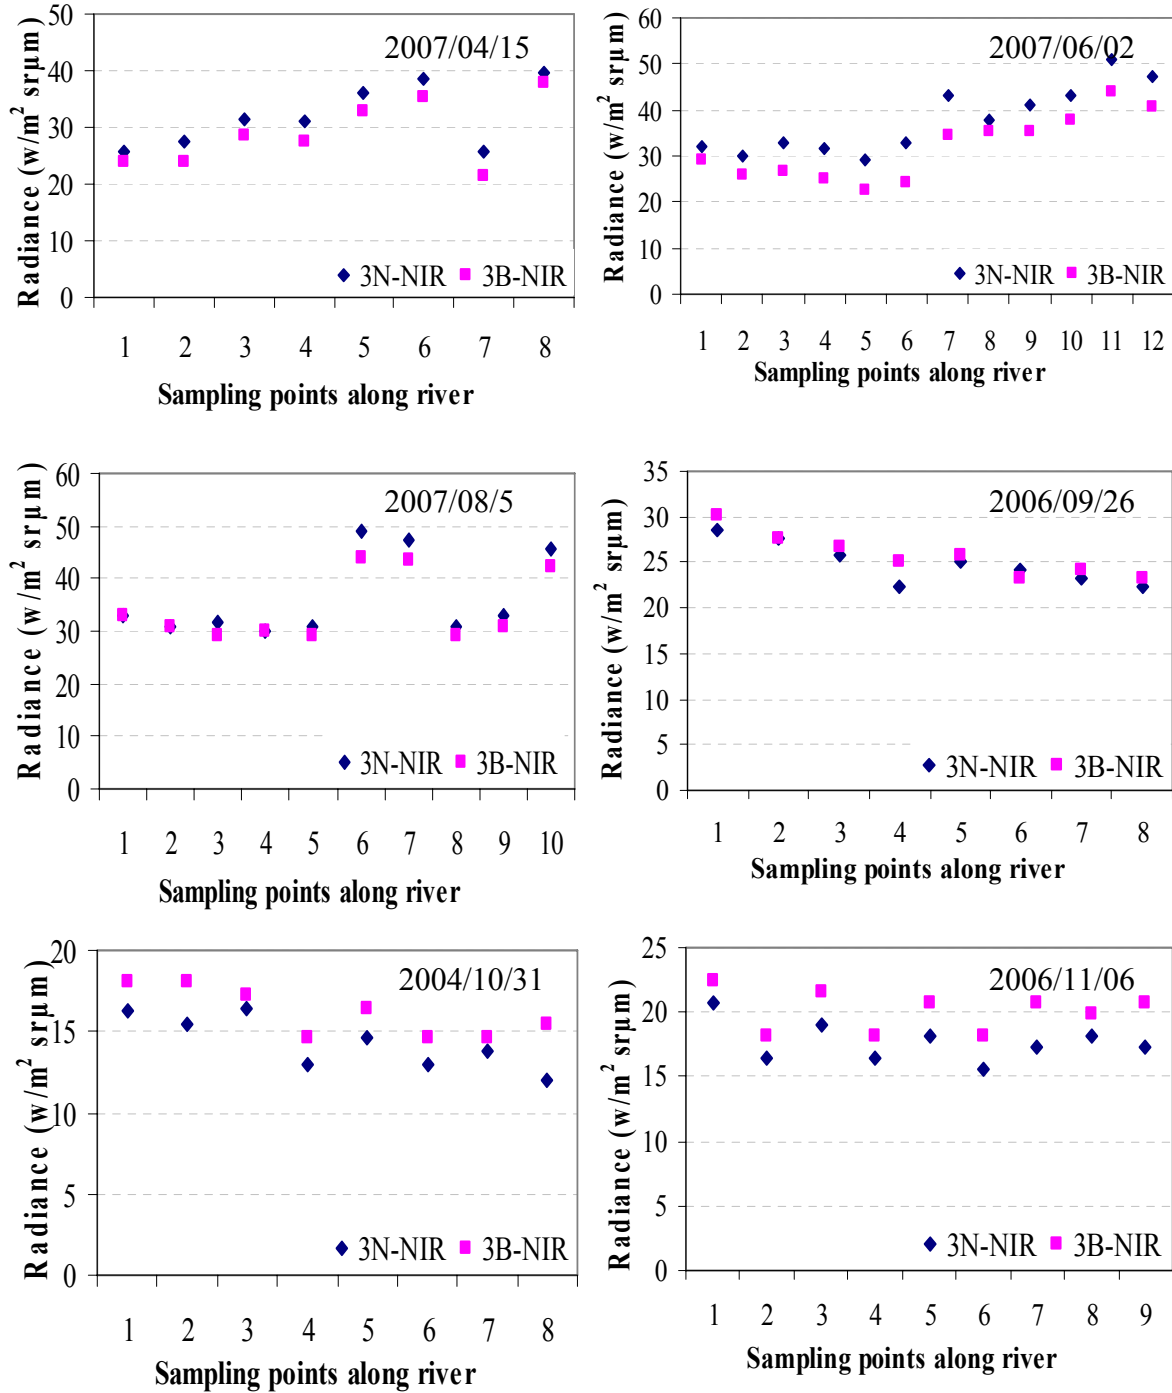 2007/04/15
Radiance (w/m² srµm)
50
40
30
20
10
0
3N-NIR 3B-NIR
1 2 3 4 5 6 7 8
Sampling points along river
2007/06/02
Radiance (w/m² srµm)
60
50
40
30
20
10
0
3N-NIR 3B-NIR
1 2 3 4 5 6 7 8 9 10 11 12
Sampling points along river
2007/08/5
Radiance (w/m² srµm)
60
50
40
30
20
10
0
3N-NIR 3B-NIR
1 2 3 4 5 6 7 8 9 10
Sampling points along river
2006/09/26
Radiance (w/m² srµm)
35
30
25
20
15
10
5
0
3N-NIR 3B-NIR
1 2 3 4 5 6 7 8
Sampling points along river
2004/10/31
Radiance (w/m² srµm)
20
15
10
5
0
3N-NIR 3B-NIR
1 2 3 4 5 6 7 8
Sampling points along river
2006/11/06
Radiance (w/m² srµm)
25
20
15
10
5
0
3N-NIR 3B-NIR
1 2 3 4 5 6 7 8 9
Sampling points along river